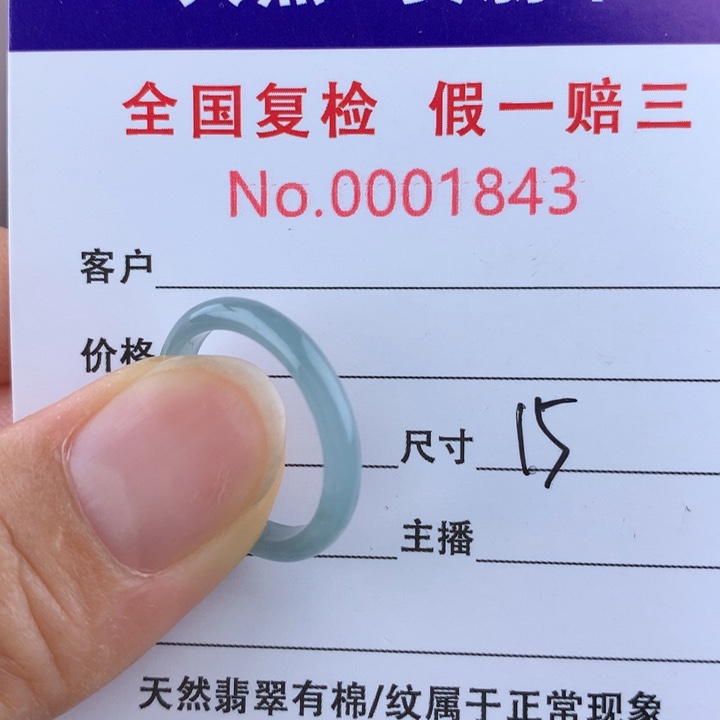 全国复检 假一赔三
No.0001843
客户
价格
尺寸 15
主播
天然翡翠有棉/纹属于正常现象